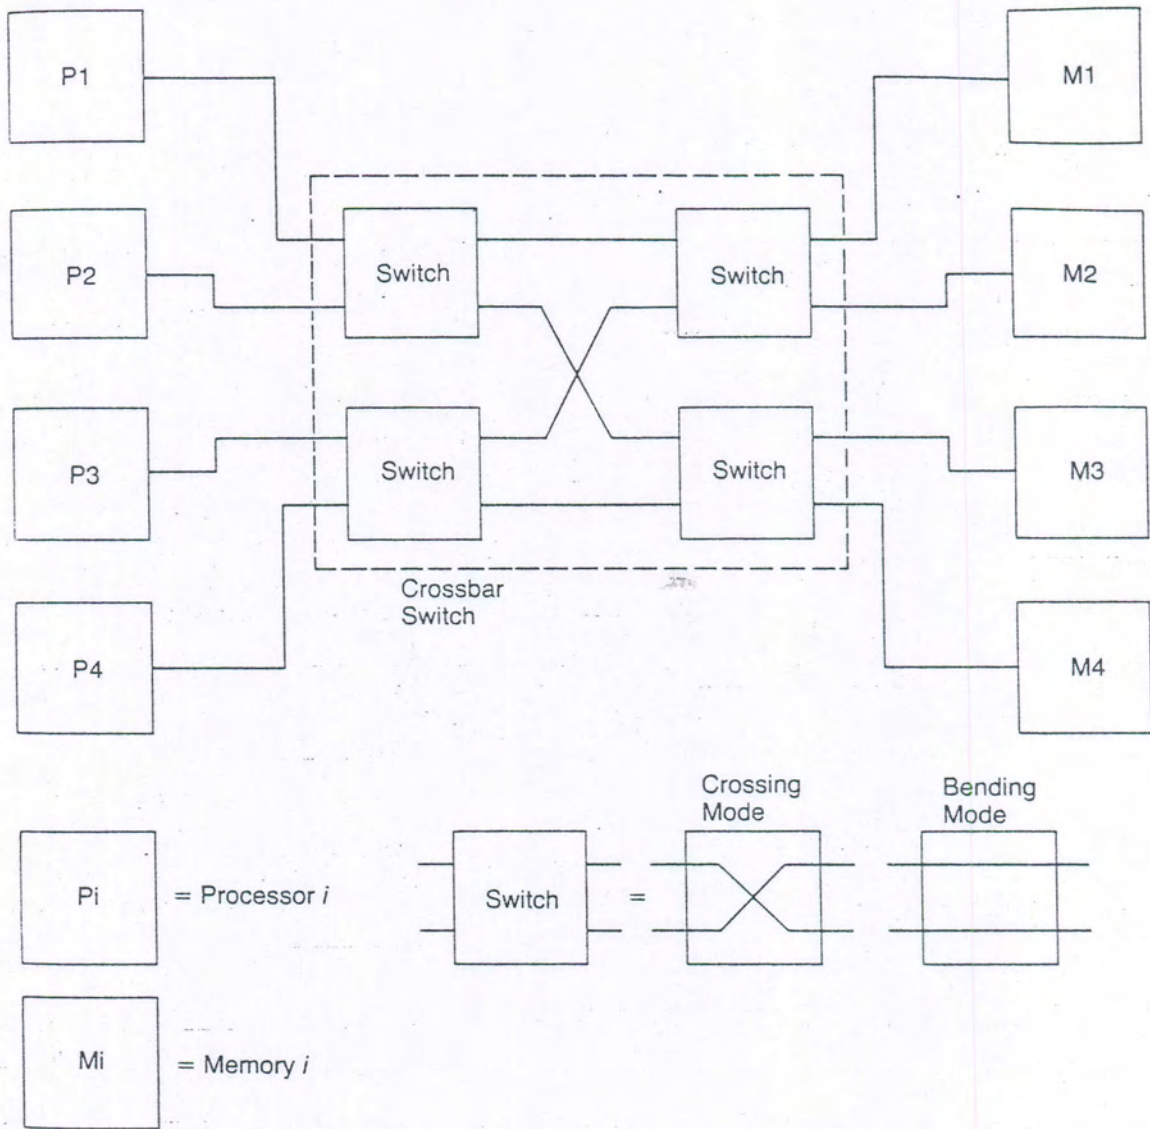 P1
M1
P2
Switch
Switch
M2
P3
Switch
Switch
M3
Crossbar
Switch
P4
M4
Crossing
Mode
Bending
Mode
Pi
= Processor i
Switch
=
Mi
= Memory i